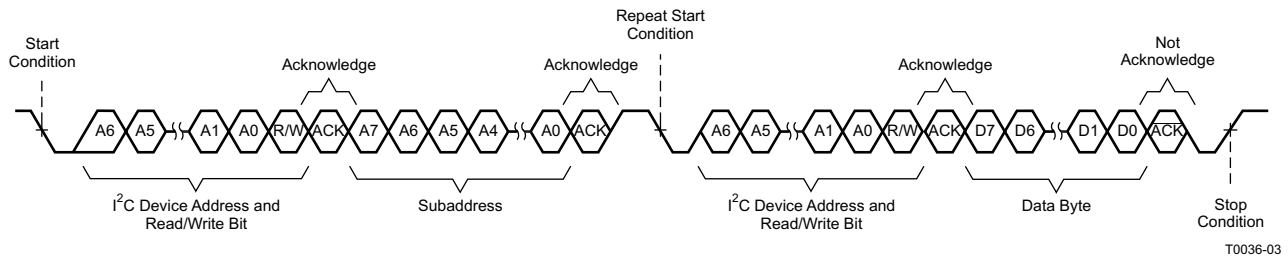 Repeat Start
Condition
Start
Condition
Not
Acknowledge
Acknowledge
Acknowledge
Acknowledge
A6 A5 A1 A0 R/W ACK A7 A6 A5 A4 A0 ACK A6 A5 A1 A0 R/W ACK D7 D6 D1 D0 ACK
I²C Device Address and
Read/Write Bit
Subaddress
I²C Device Address and
Read/Write Bit
Data Byte
Stop
Condition
T0036-03